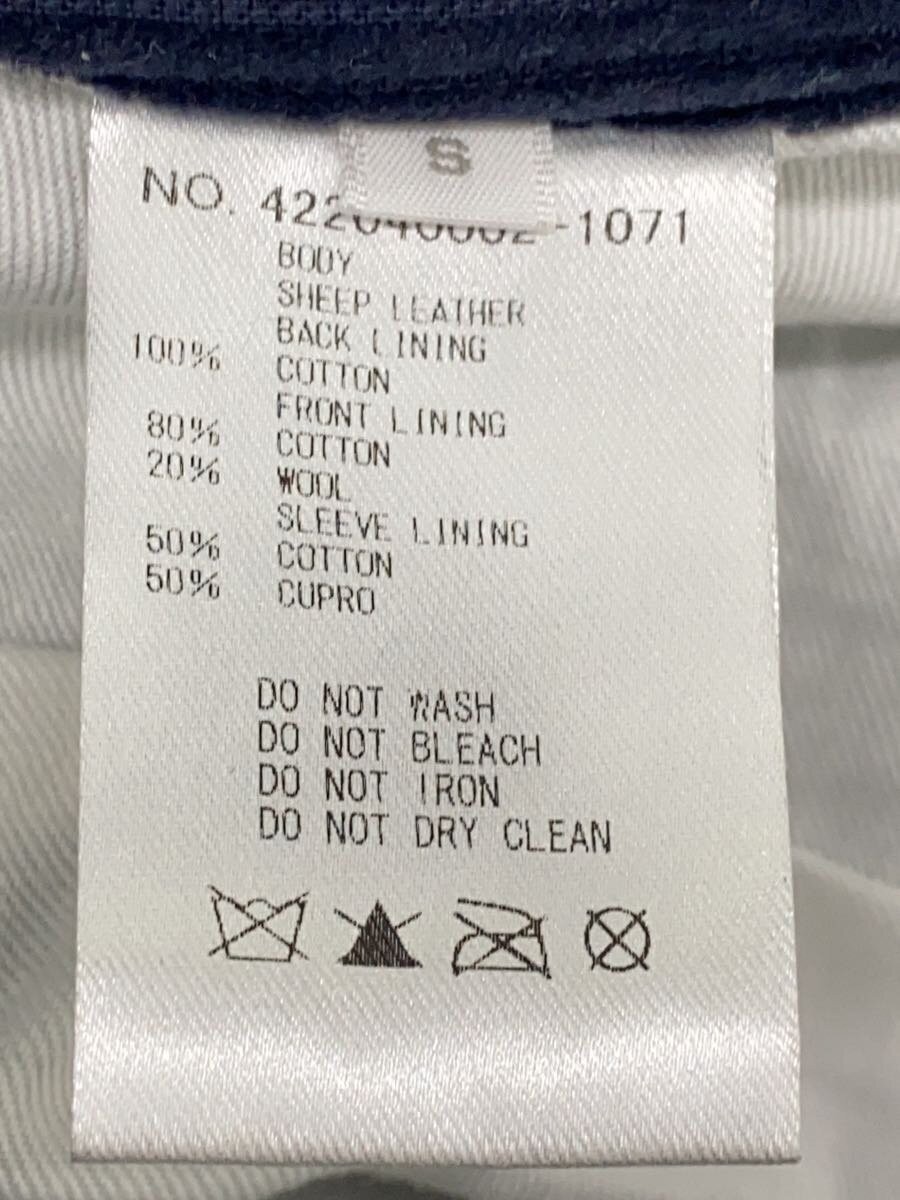 S
NO. 422040002-1071
BODY
SHEEP LEATHER
BACK LINING
100% COTTON
FRONT LINING
80% COTTON
20% WOOL
SLEEVE LINING
50% COTTON
50% CUPRO
DO NOT WASH
DO NOT BLEACH
DO NOT IRON
DO NOT DRY CLEAN